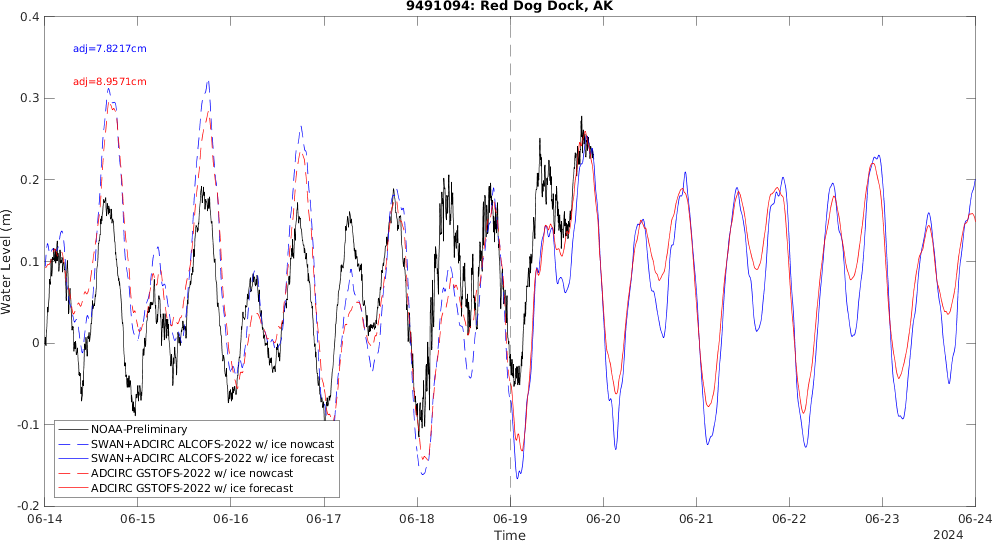 9491094: Red Dog Dock, AK
0.4
adj=7.8217cm
adj=8.9571cm
0.3
0.2
0.1
0
-0.1
-0.2
Water Level (m)
NOAA-Preliminary
SWAN+ADCIRC ALCOFS-2022 w/ ice nowcast
SWAN+ADCIRC ALCOFS-2022 w/ ice forecast
ADCIRC GSTOFS-2022 w/ ice nowcast
ADCIRC GSTOFS-2022 w/ ice forecast
06-14 06-15 06-16 06-17 06-18 06-19 06-20 06-21 06-22 06-23 06-24
Time
2024